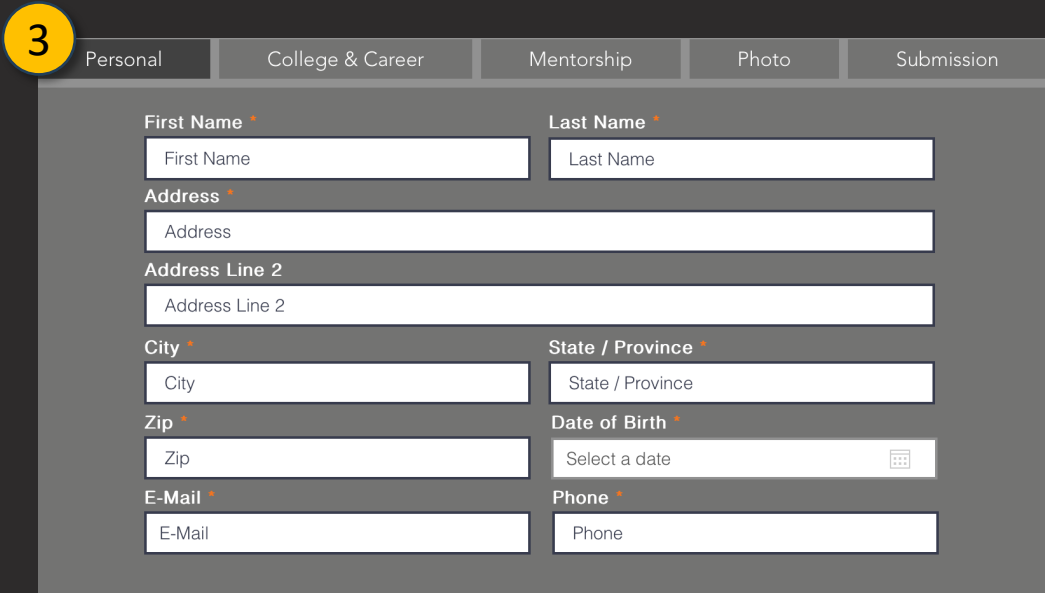 3
Personal College & Career Mentorship Photo Submission
First Name * Last Name *
First Name Last Name
Address *
Address
Address Line 2
Address Line 2
City * State / Province *
City State / Province
Zip * Date of Birth *
Zip Select a date
E-Mail * Phone *
E-Mail Phone